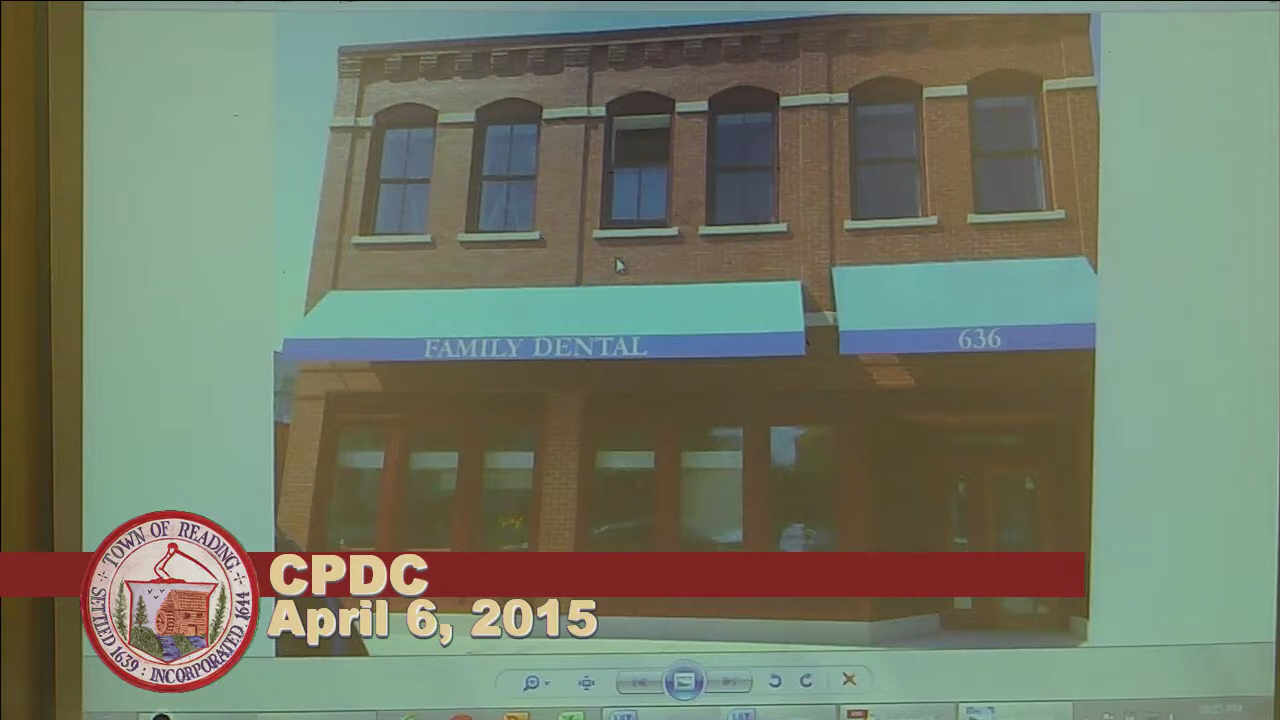 FAMILY DENTAL
636
TOWN OF READING
SETTLED 1639 : INCORPORATED 1644
CPDC
April 6, 2015